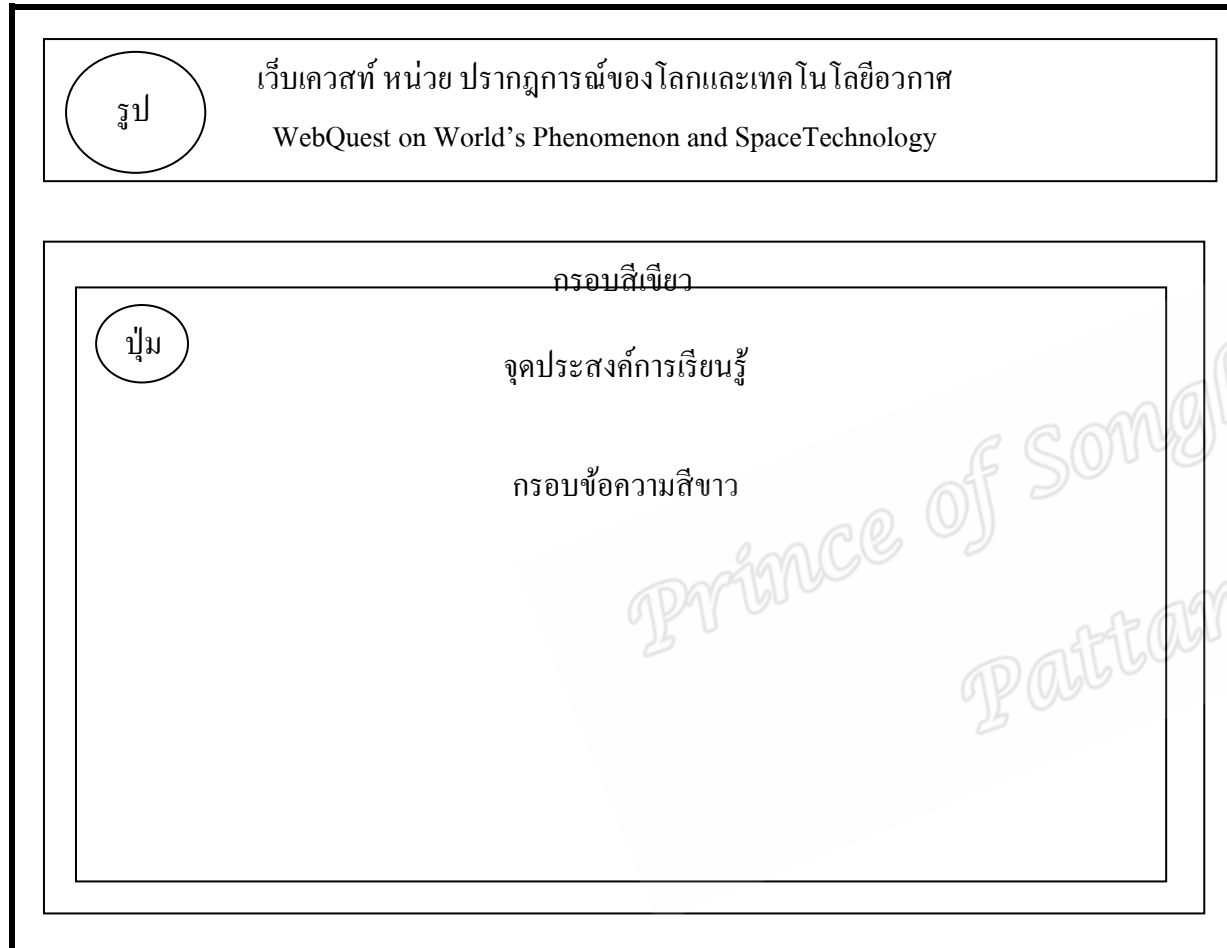 รูป
เว็บเควสท์ หน่วย ปรากฏการณ์ของโลกและเทคโนโลยีอวกาศ
WebQuest on World's Phenomenon and SpaceTechnology
กรอบสีเขียว
ปุ่ม
จุดประสงค์การเรียนรู้
กรอบข้อความสีขาว
Prince of